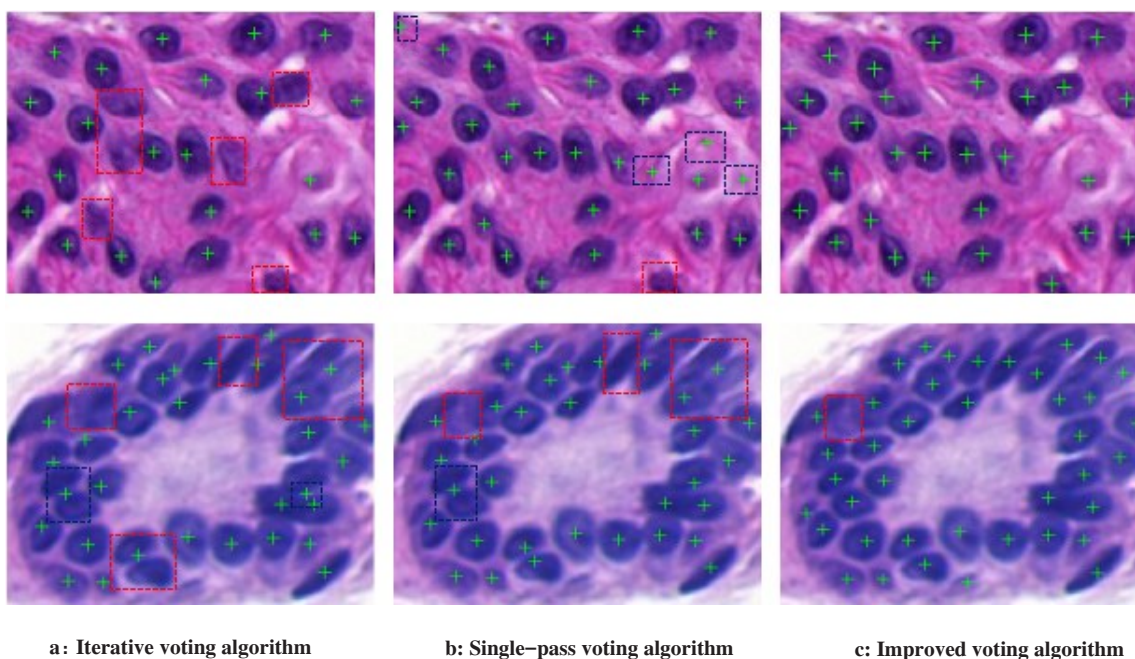 a: Iterative voting algorithm
b: Single−pass voting algorithm
c: Improved voting algorithm